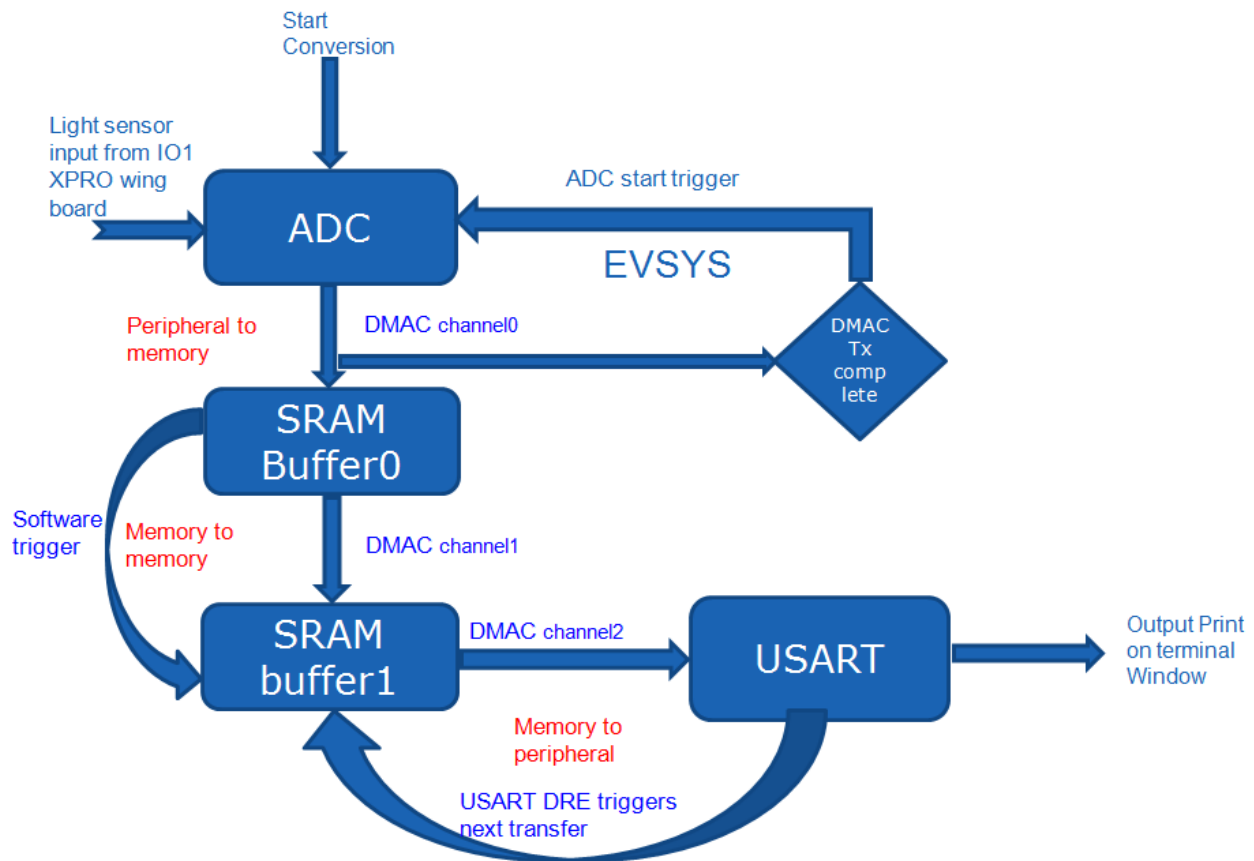 Start
Conversion
Light sensor
input from IO1
XPRO wing
board
ADC start trigger
ADC
EVSYS
Peripheral to
memory
DMAC channel0
DMAC
Tx
comp
lete
SRAM
Buffer0
Software
trigger
Memory to
memory
DMAC channel1
SRAM
buffer1
DMAC channel2
USART
Output Print
on terminal
Window
Memory to
peripheral
USART DRE triggers
next transfer